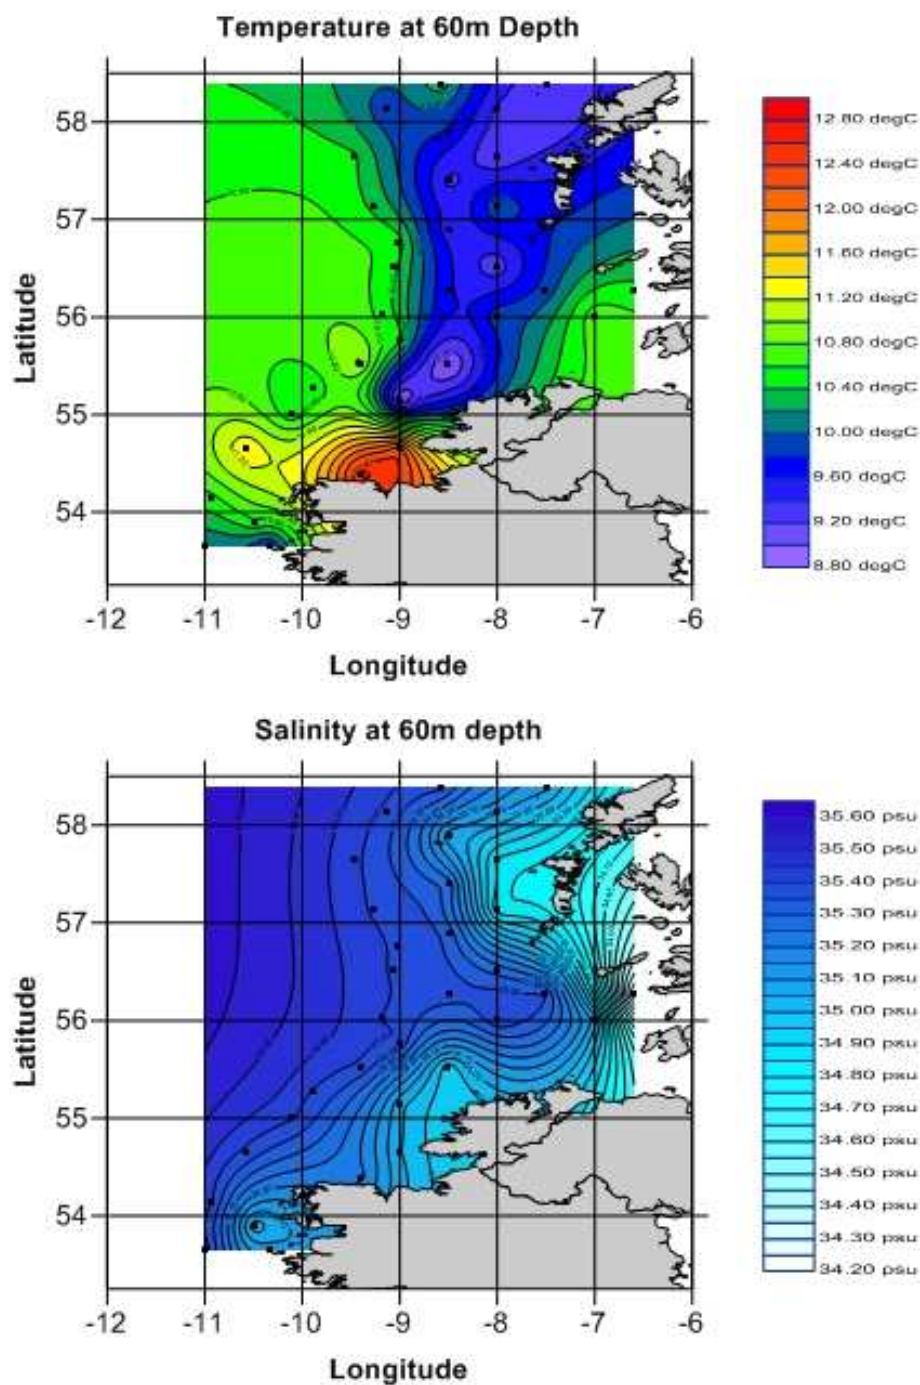 Temperature at 60m Depth
58
57
56
55
54
Latitude
-12 -11 -10 -9 -8 -7 -6
Longitude
12.80 degC
12.40 degC
12.00 degC
11.60 degC
11.20 degC
10.80 degC
10.40 degC
10.00 degC
9.60 degC
9.20 degC
8.80 degC
Salinity at 60m depth
58
57
56
55
54
Latitude
-12 -11 -10 -9 -8 -7 -6
Longitude
35.60 psu
35.50 psu
35.40 psu
35.30 psu
35.20 psu
35.10 psu
35.00 psu
34.90 psu
34.80 psu
34.70 psu
34.60 psu
34.50 psu
34.40 psu
34.30 psu
34.20 psu